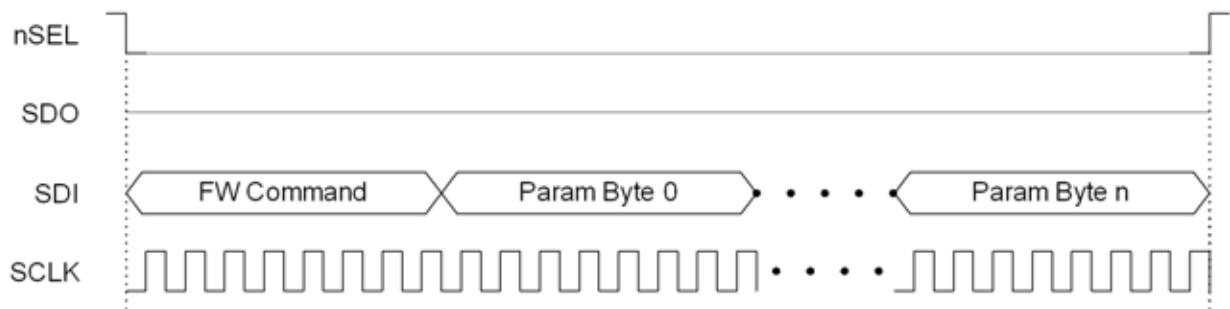 nSEL
SDO
SDI FW Command Param Byte 0 Param Byte n
SCLK